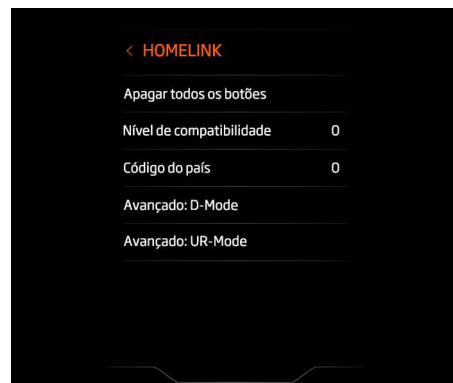 < HOMELINK
Apagar todos os botões
Nível de compatibilidade 0
Código do país 0
Avançado: D-Mode
Avançado: UR-Mode